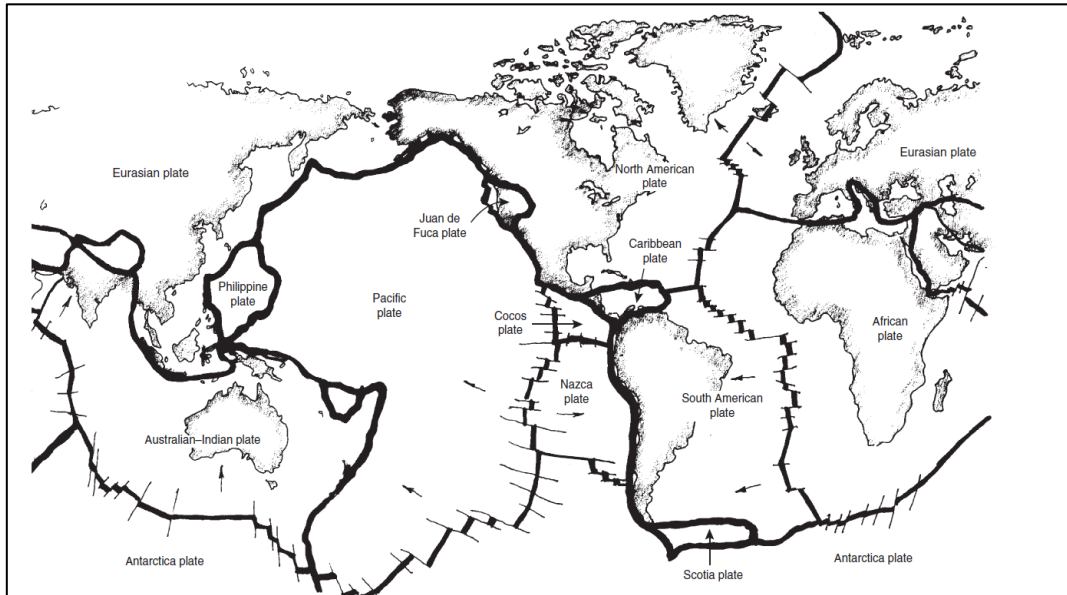 Eurasian plate
North American
plate
Eurasian plate
Juan de
Fuca plate
Caribbean
plate
Philippine
plate
Pacific
plate
Cocos
plate
African
plate
Nazca
plate
South American
plate
Australian–Indian plate
Antarctica plate
Antarctica plate
Scotia plate